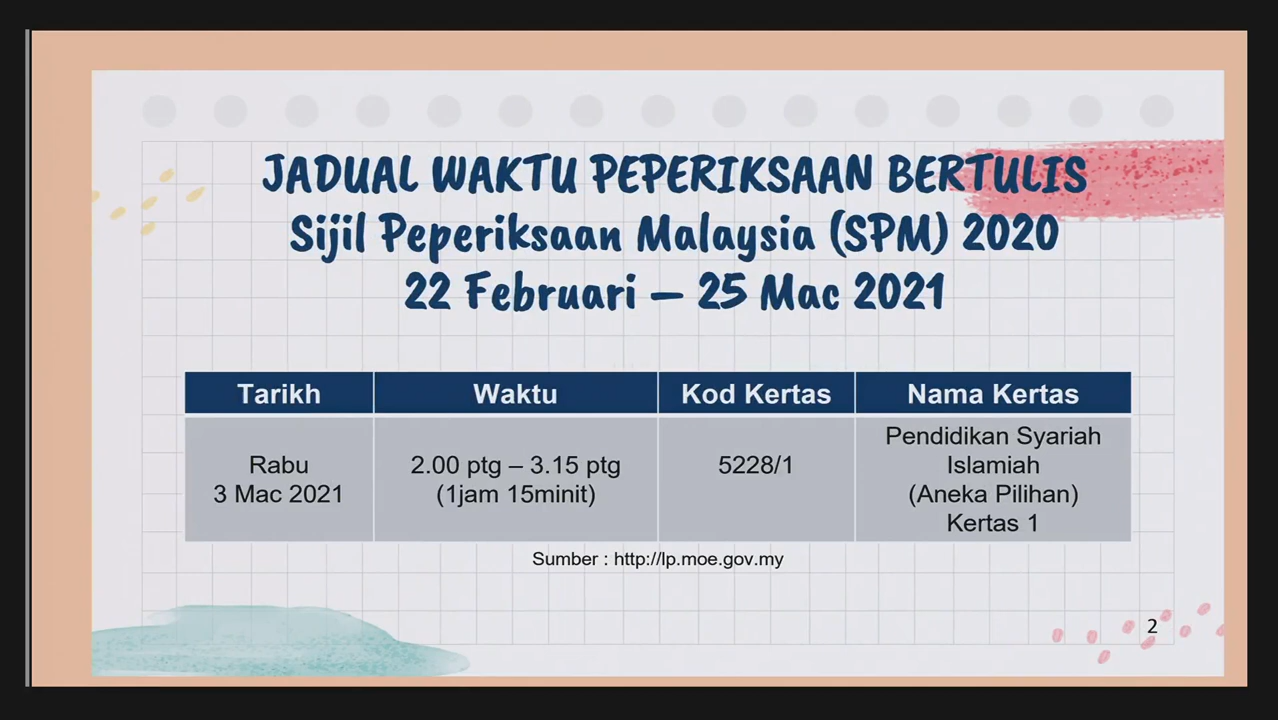 JADUAL WAKTU PEPERIKSAAN BERTULIS
Sijil Peperiksaan Malaysia (SPM) 2020
22 Februari – 25 Mac 2021
Tarikh Waktu Kod Kertas Nama Kertas
Rabu
3 Mac 2021
2.00 ptg – 3.15 ptg
(1jam 15minit)
5228/1
Pendidikan Syariah
Islamiah
(Aneka Pilihan)
Kertas 1
Sumber : http://lp.moe.gov.my
2